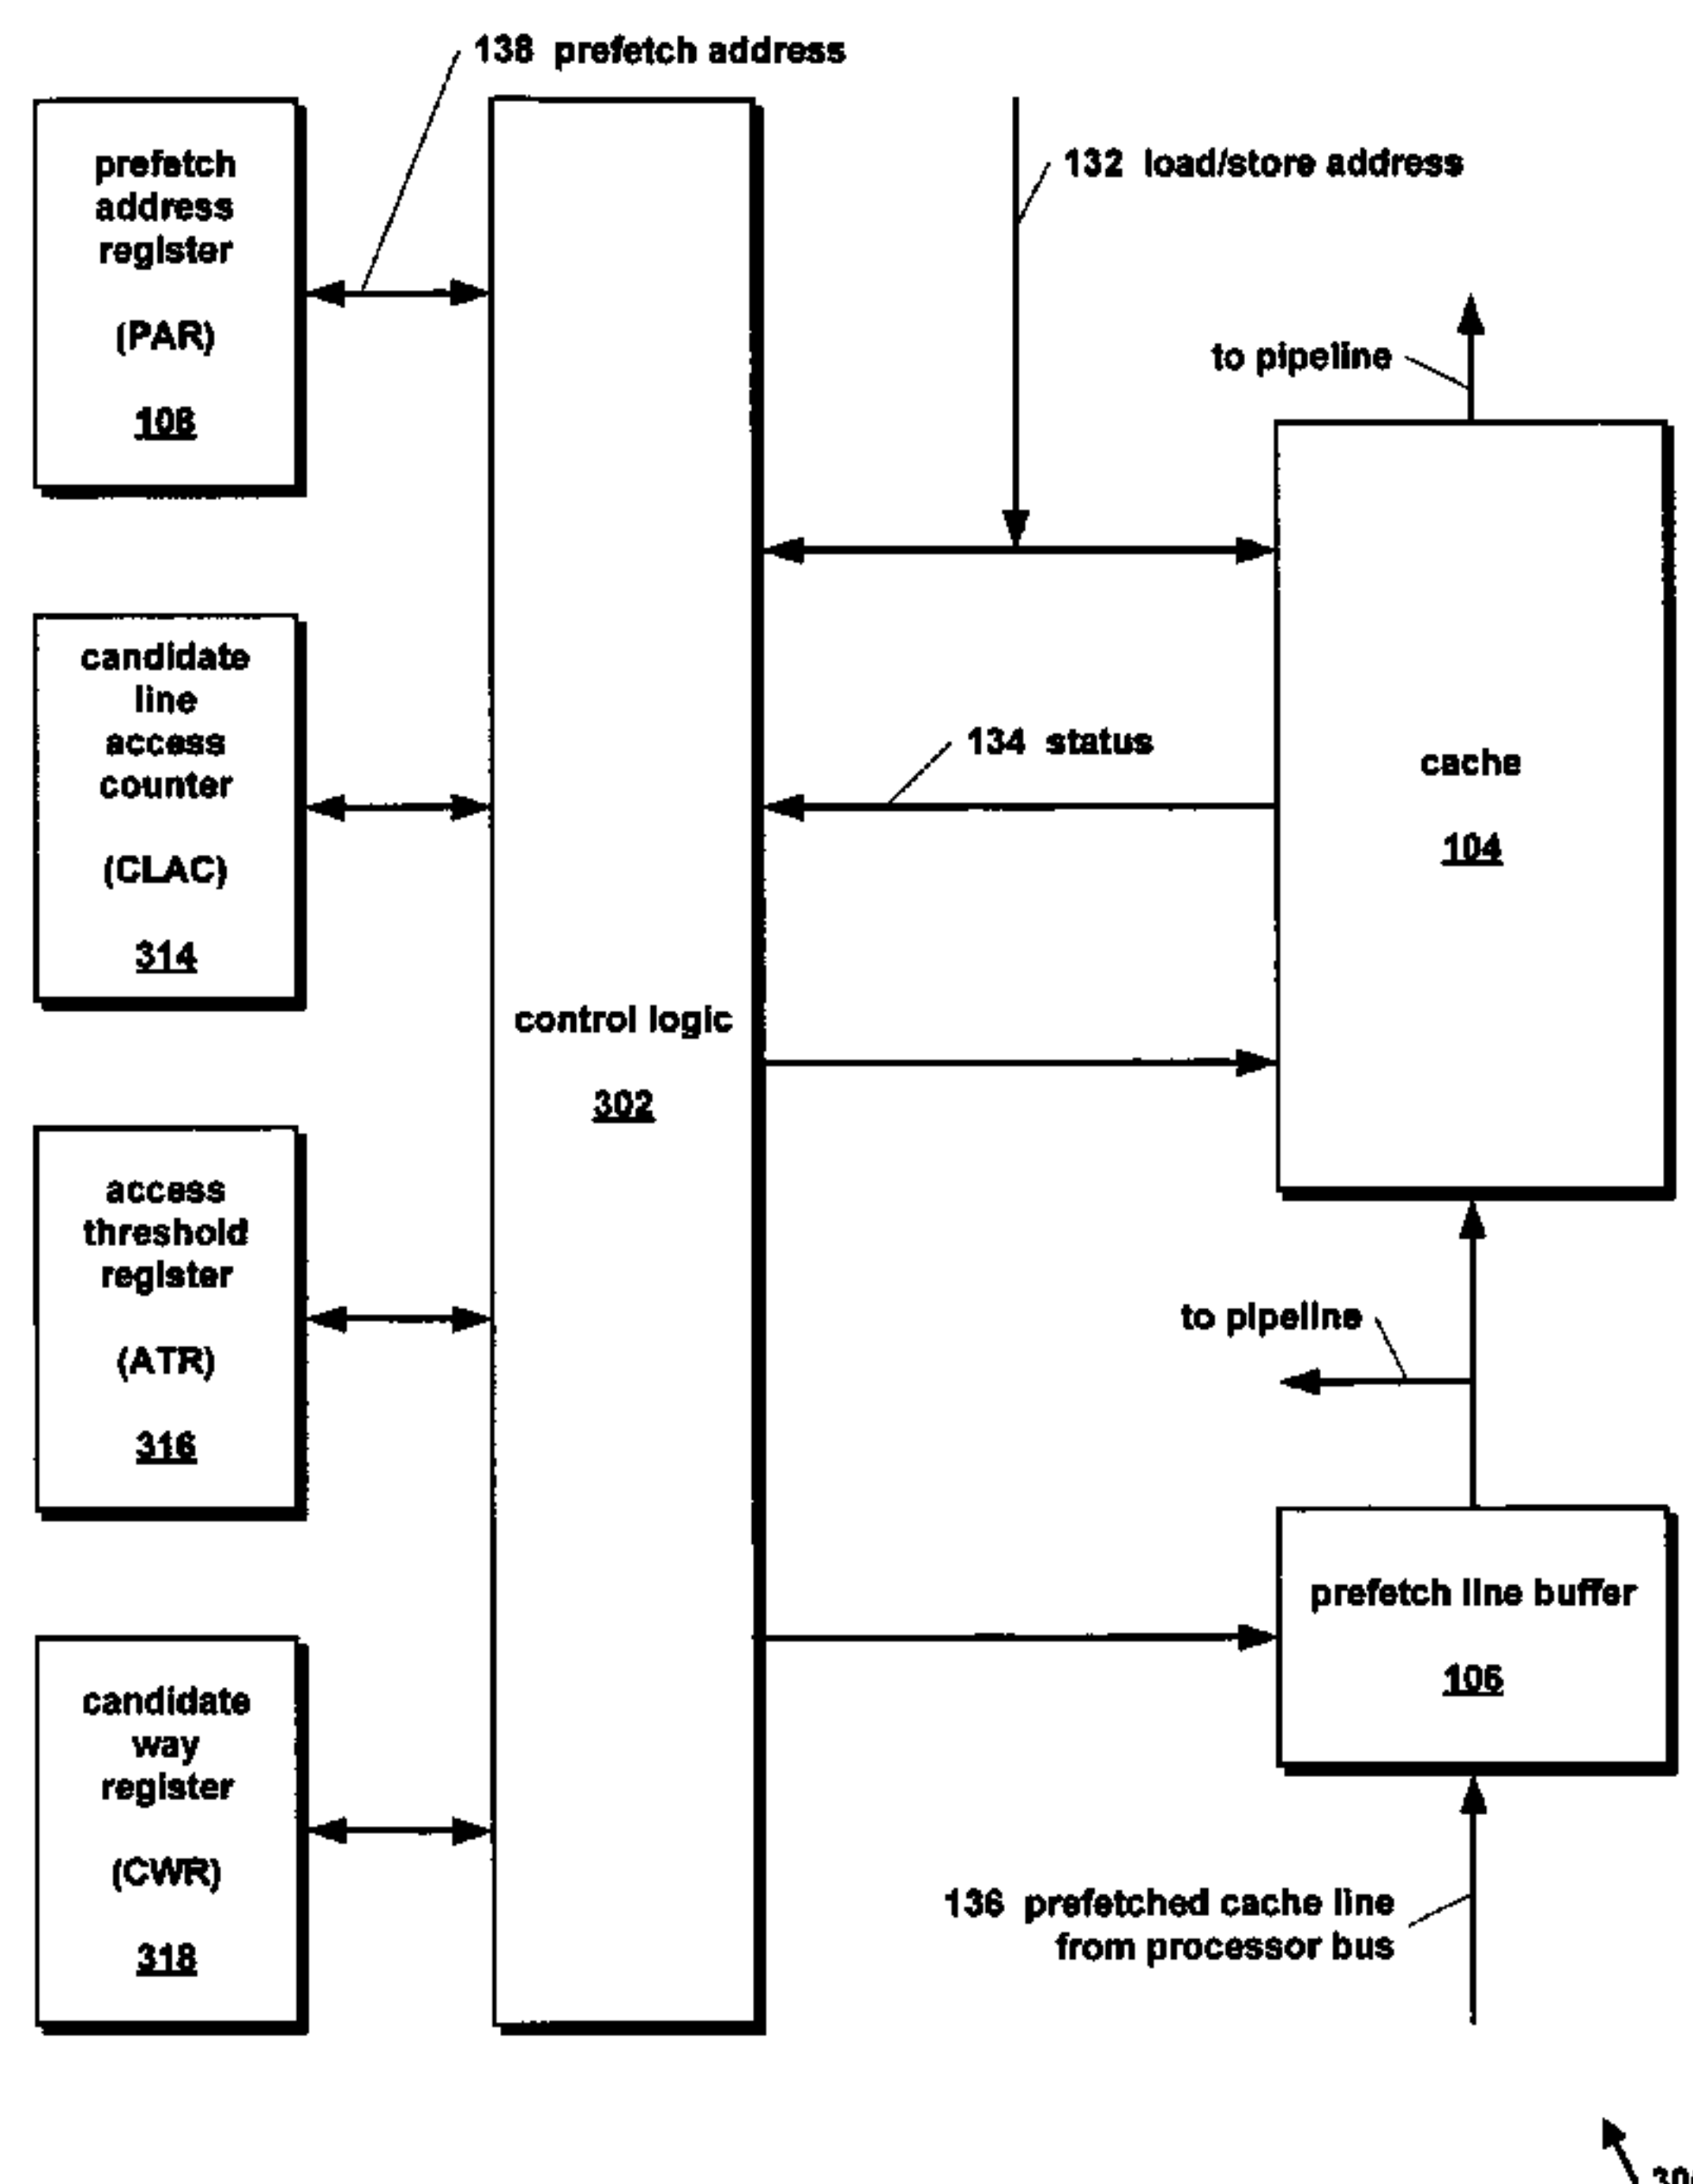 138 prefetch address
prefetch
address
register
(PAR)
108
132 load/store address
to pipeline
candidate
line
access
counter
(CLAC)
314
134 status
cache
104
control logic
302
access
threshold
register
(ATR)
316
to pipeline
prefetch line buffer
106
candidate
way
register
(CWR)
318
136 prefetched cache line
from processor bus